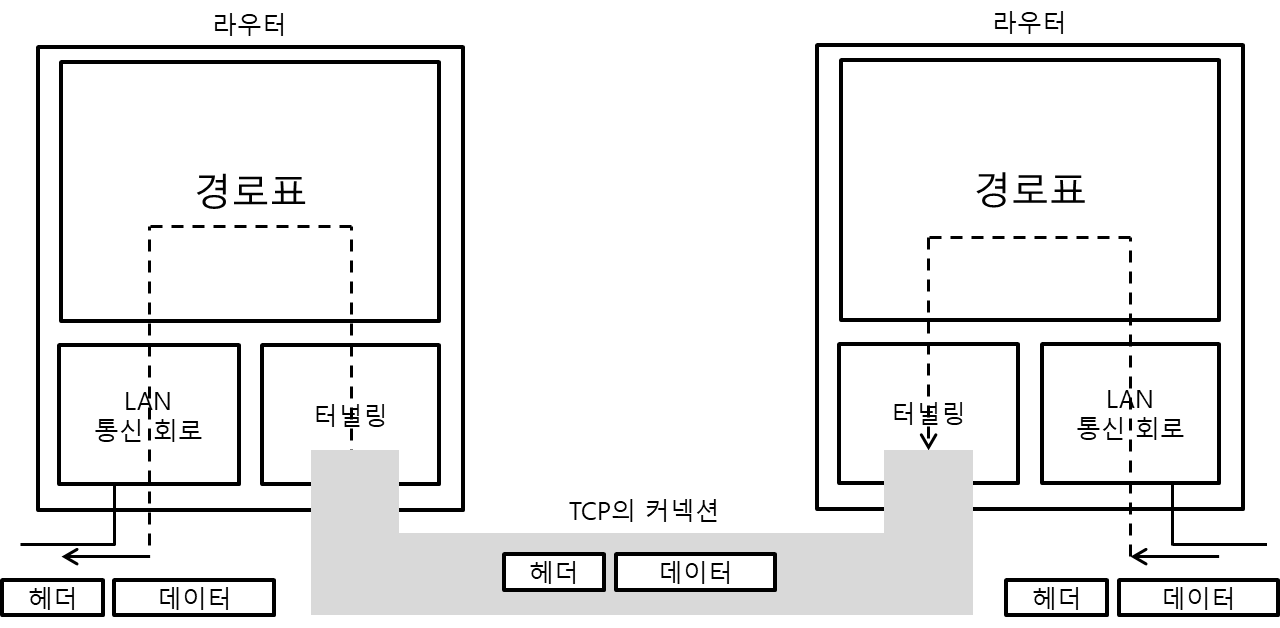 라우터
경로표
LAN
통신 회로
터널링
헤더
데이터
TCP의 커넥션
헤더
데이터
라우터
경로표
터널링
LAN
통신 회로
헤더
데이터